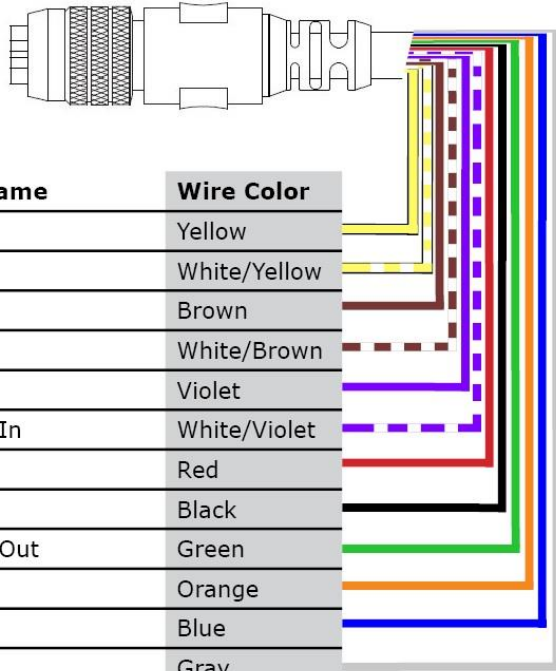 ame Wire Color
Yellow
White/Yellow
Brown
White/Brown
Violet
In White/Violet
Red
Black
Out Green
Orange
Blue
Gray